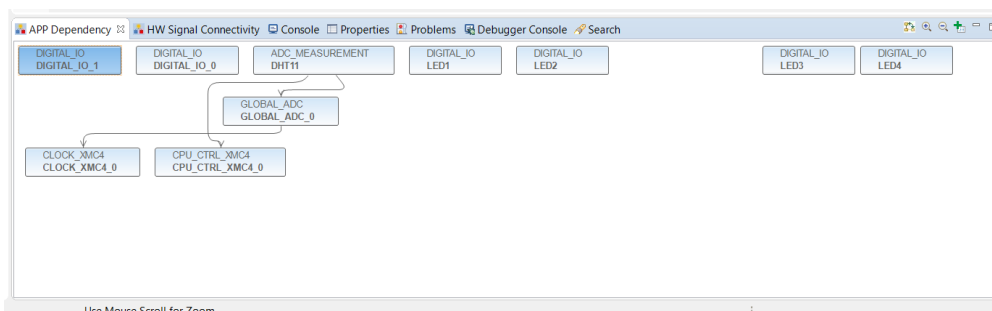 APP Dependency HW Signal Connectivity Console Properties Problems Debugger Console Search
DIGITAL_IO
DIGITAL_IO_1
DIGITAL_IO
DIGITAL_IO_0
ADC_MEASUREMENT
DHT11
DIGITAL_IO
LED1
DIGITAL_IO
LED2
DIGITAL_IO
LED3
DIGITAL_IO
LED4
GLOBAL_ADC
GLOBAL_ADC_0
CLOCK_XMC4
CLOCK_XMC4_0
CPU_CTRL_XMC4
CPU_CTRL_XMC4_0
Use Mouse Scroll for Zoom